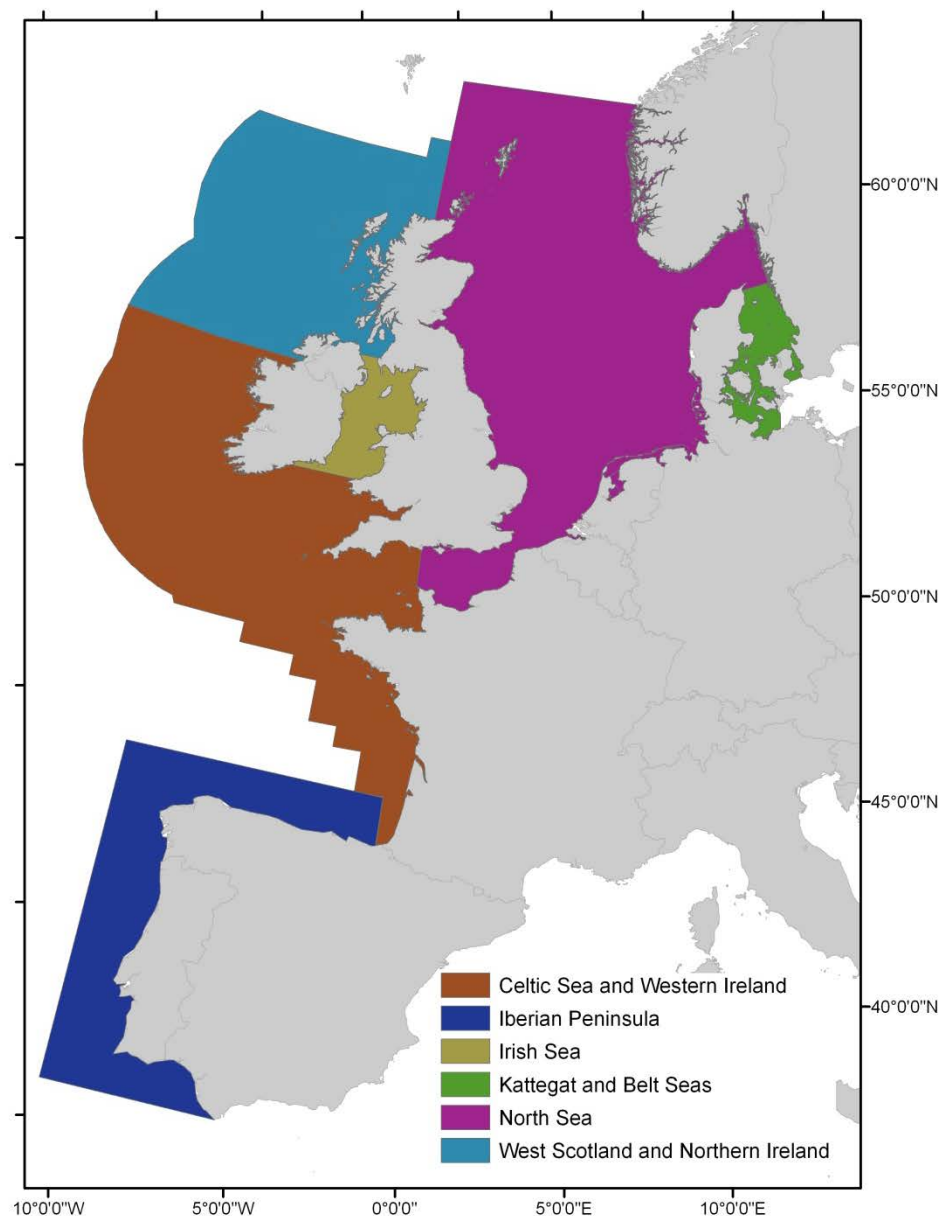 60°0'0"N
55°0'0"N
50°0'0"N
45°0'0"N
40°0'0"N
Celtic Sea and Western Ireland
Iberian Peninsula
Irish Sea
Kattegat and Belt Seas
North Sea
West Scotland and Northern Ireland
10°0'0"W 5°0'0"W 0°0'0" 5°0'0"E 10°0'0"E